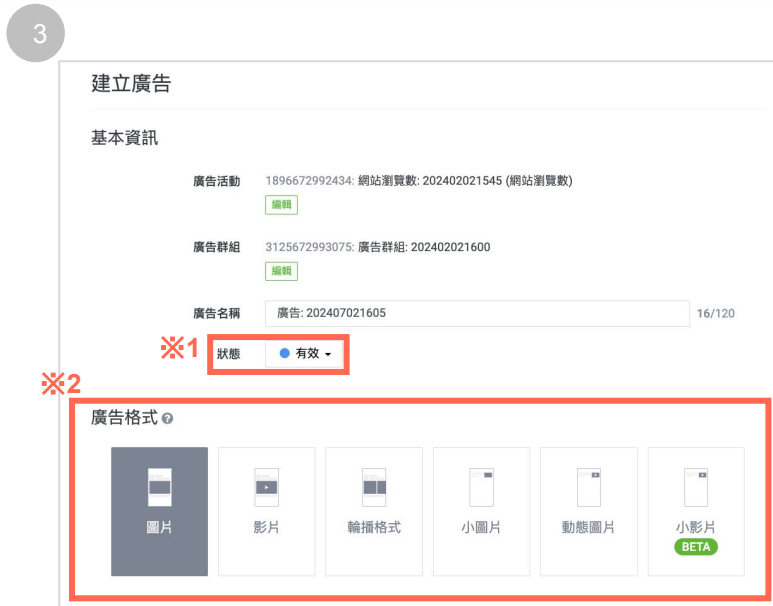 3
建立廣告
基本資訊
廣告活動 1896672992434: 網站瀏覽數: 202402021545 (網站瀏覽數)
編輯
廣告群組 3125672993075: 廣告群組: 202402021600
編輯
廣告名稱 廣告: 202407021605 16/120
※1 狀態 有效
※2
廣告格式 ?
圖片 影片 輪播格式 小圖片 動態圖片 小影片
BETA